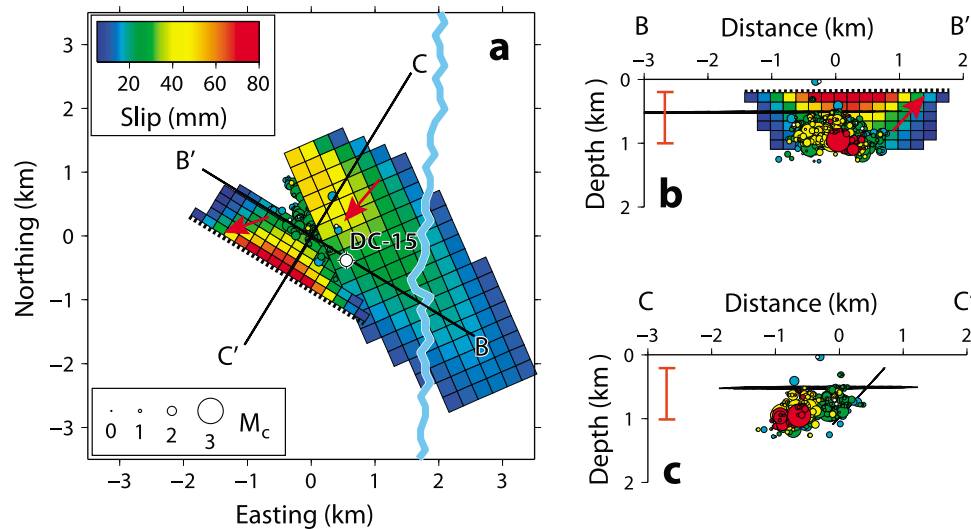 a
20 40 60 80
Slip (mm)
3
2
1
0
−1
−2
−3
Northing (km)
−3 −2 −1 0 1 2 3
Easting (km)
C
B'
DC-15
C'
B
0 1 2 3
Mc
B B'
Distance (km)
−3 −2 −1 0 1 2
0
1
2
Depth (km)
b
C C'
Distance (km)
−3 −2 −1 0 1 2
0
1
2
Depth (km)
c